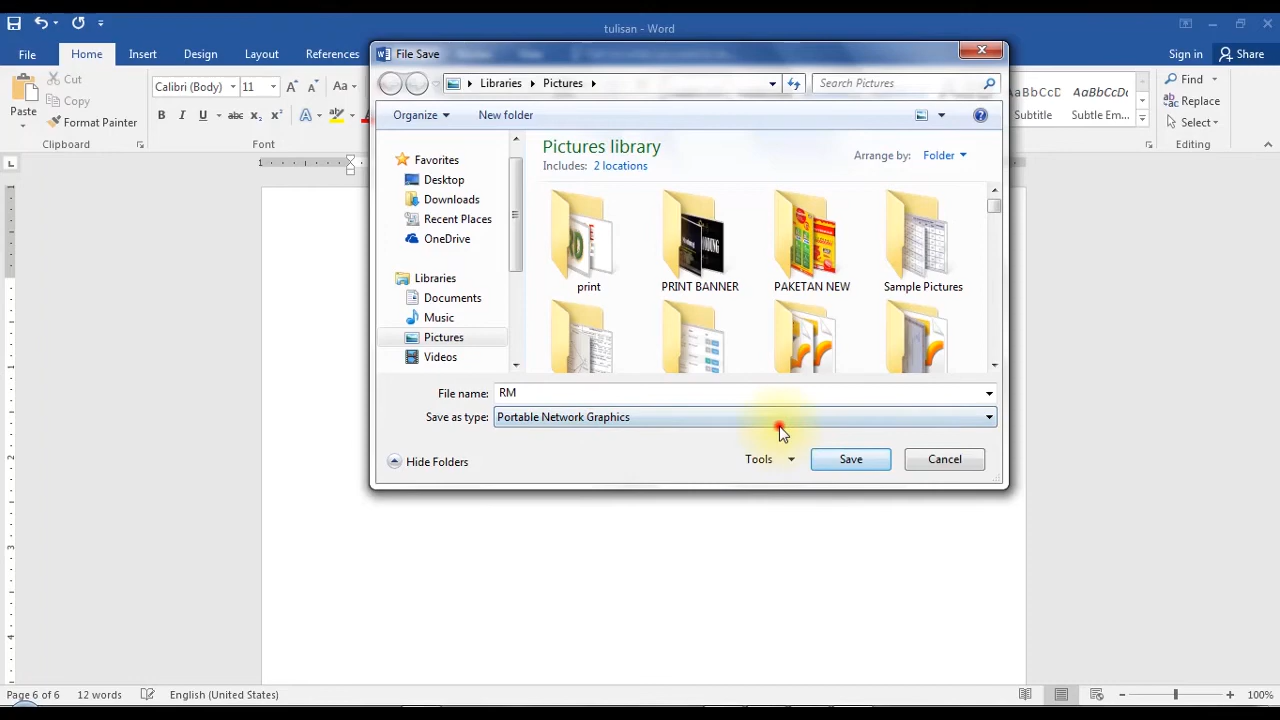 tulisan - Word
File Home Insert Design Layout References Sign in Share
Paste
Cut
Copy
Format Painter
Clipboard
Calibri (Body) 11
Font
Subtitle
Subtle Em...
Find
Replace
Select
Editing
File Save
Libraries Pictures
Search Pictures
Organize New folder
Favorites
Desktop
Downloads
Recent Places
OneDrive
Libraries
Documents
Music
Pictures
Videos
Pictures library
Includes: 2 locations
Arrange by: Folder
print PRINT BANNER PAKETAN NEW Sample Pictures
File name: RM
Save as type: Portable Network Graphics
Hide Folders Tools Save Cancel
Page 6 of 6 12 words English (United States) 100%